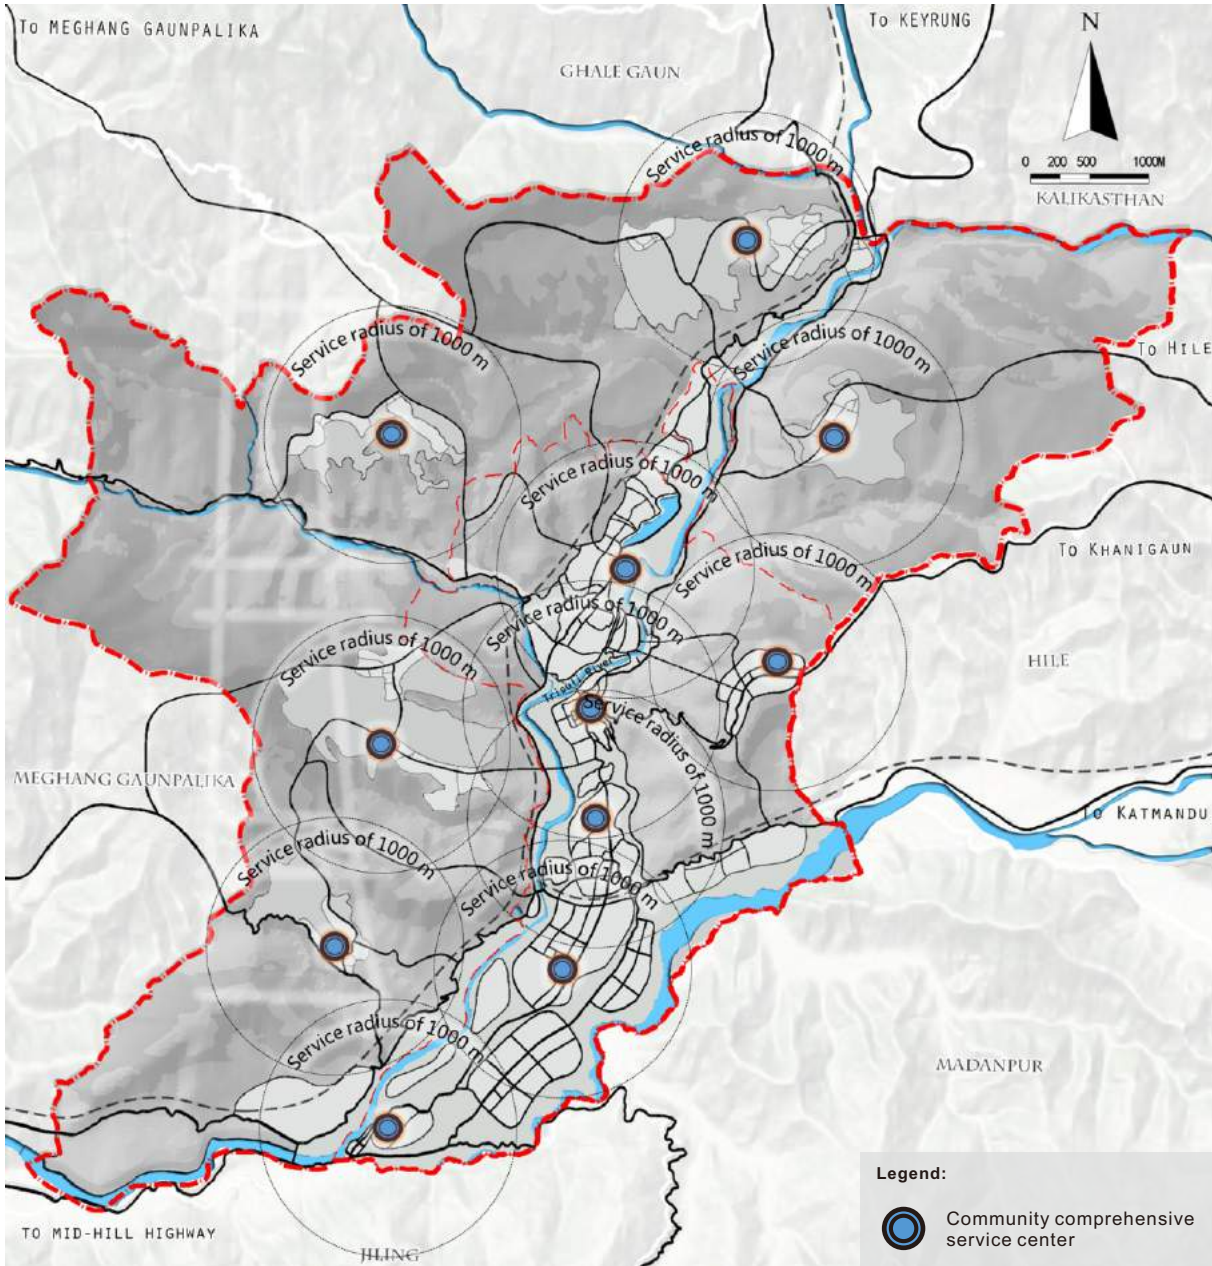 To MEGHANG GAUNPALIKA
To KEYRUNG
N
GHALE GAUN
Service radius of 1000 m
0 200 500 1000M
KALIKASTHAN
Service radius of 1000 m
Service radius of 1000 m
To HILE
Service radius of 1000 m
Service radius of 1000 m
To KHANIGAUN
Service radius of 1000 m
Service radius of 1000 m
HILE
Trisuli River
Service radius of 1000 m
MEGHANG GAUNPALIKA
To KATMANDU
Service radius of 1000 m
Service radius of 1000 m
Service radius of 1000 m
MADANPUR
Legend:
Community comprehensive
service center
TO MID-HILL HIGHWAY
JILING